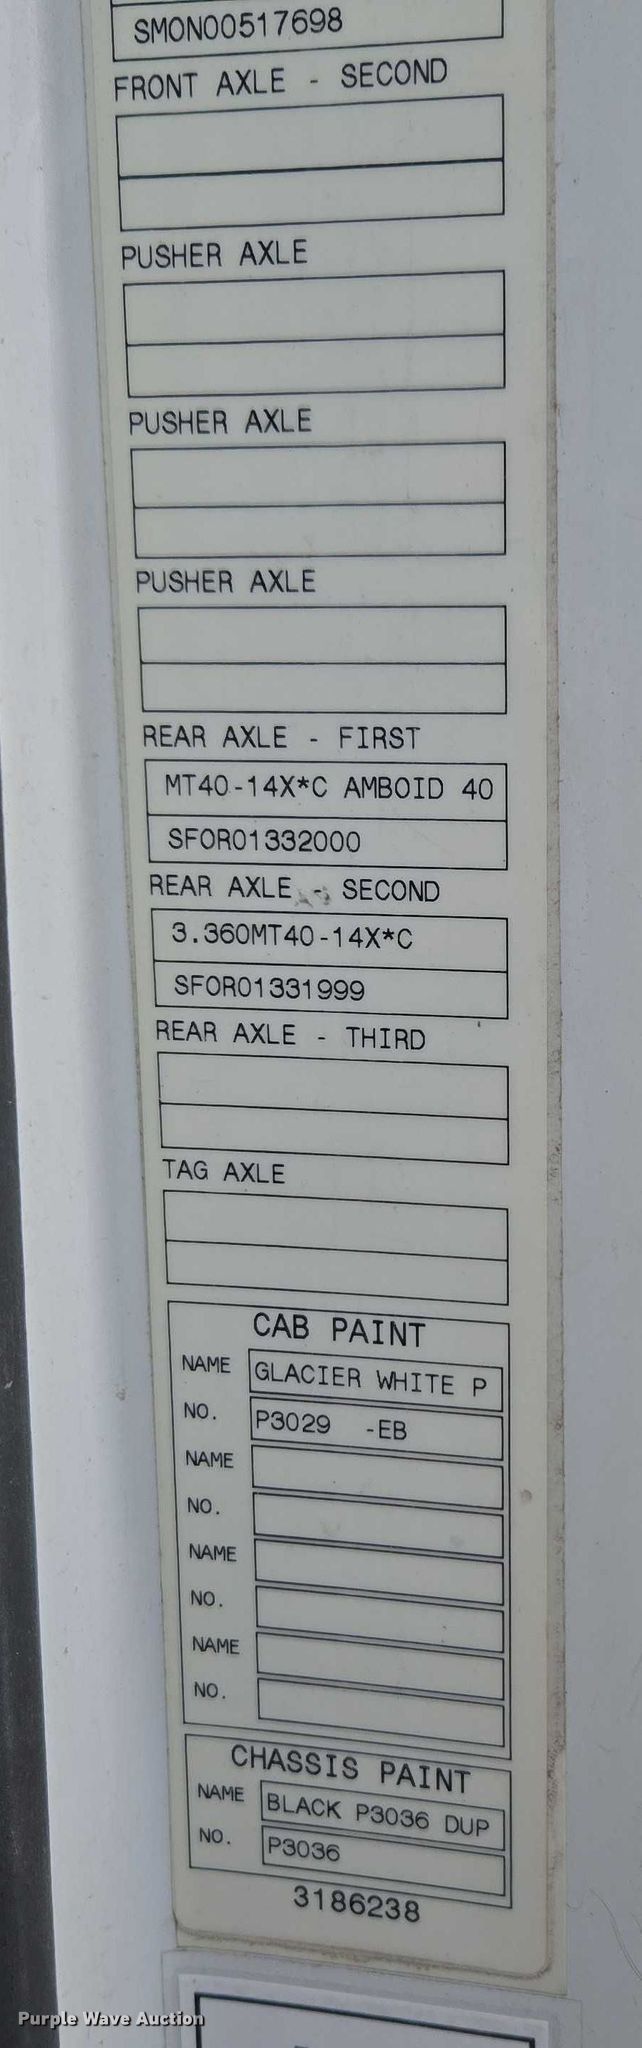 SMON00517698
FRONT AXLE - SECOND
PUSHER AXLE
PUSHER AXLE
PUSHER AXLE
REAR AXLE - FIRST
MT40-14X*C AMBOID 40
SFOR01332000
REAR AXLE - SECOND
3.360MT40-14X*C
SFOR01331999
REAR AXLE - THIRD
TAG AXLE
CAB PAINT
NAME GLACIER WHITE P
NO. P3029 -EB
NAME
NO.
NAME
NO.
NAME
NO.
CHASSIS PAINT
NAME BLACK P3036 DUP
NO. P3036
3186238
Purple Wave Auction